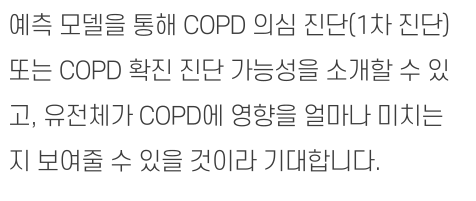 예측 모델을 통해 COPD 의심 진단(1차 진단)
또는 COPD 확진 진단 가능성을 소개할 수 있
고, 유전체가 COPD에 영향을 얼마나 미치는
지 보여줄 수 있을 것이라 기대합니다.